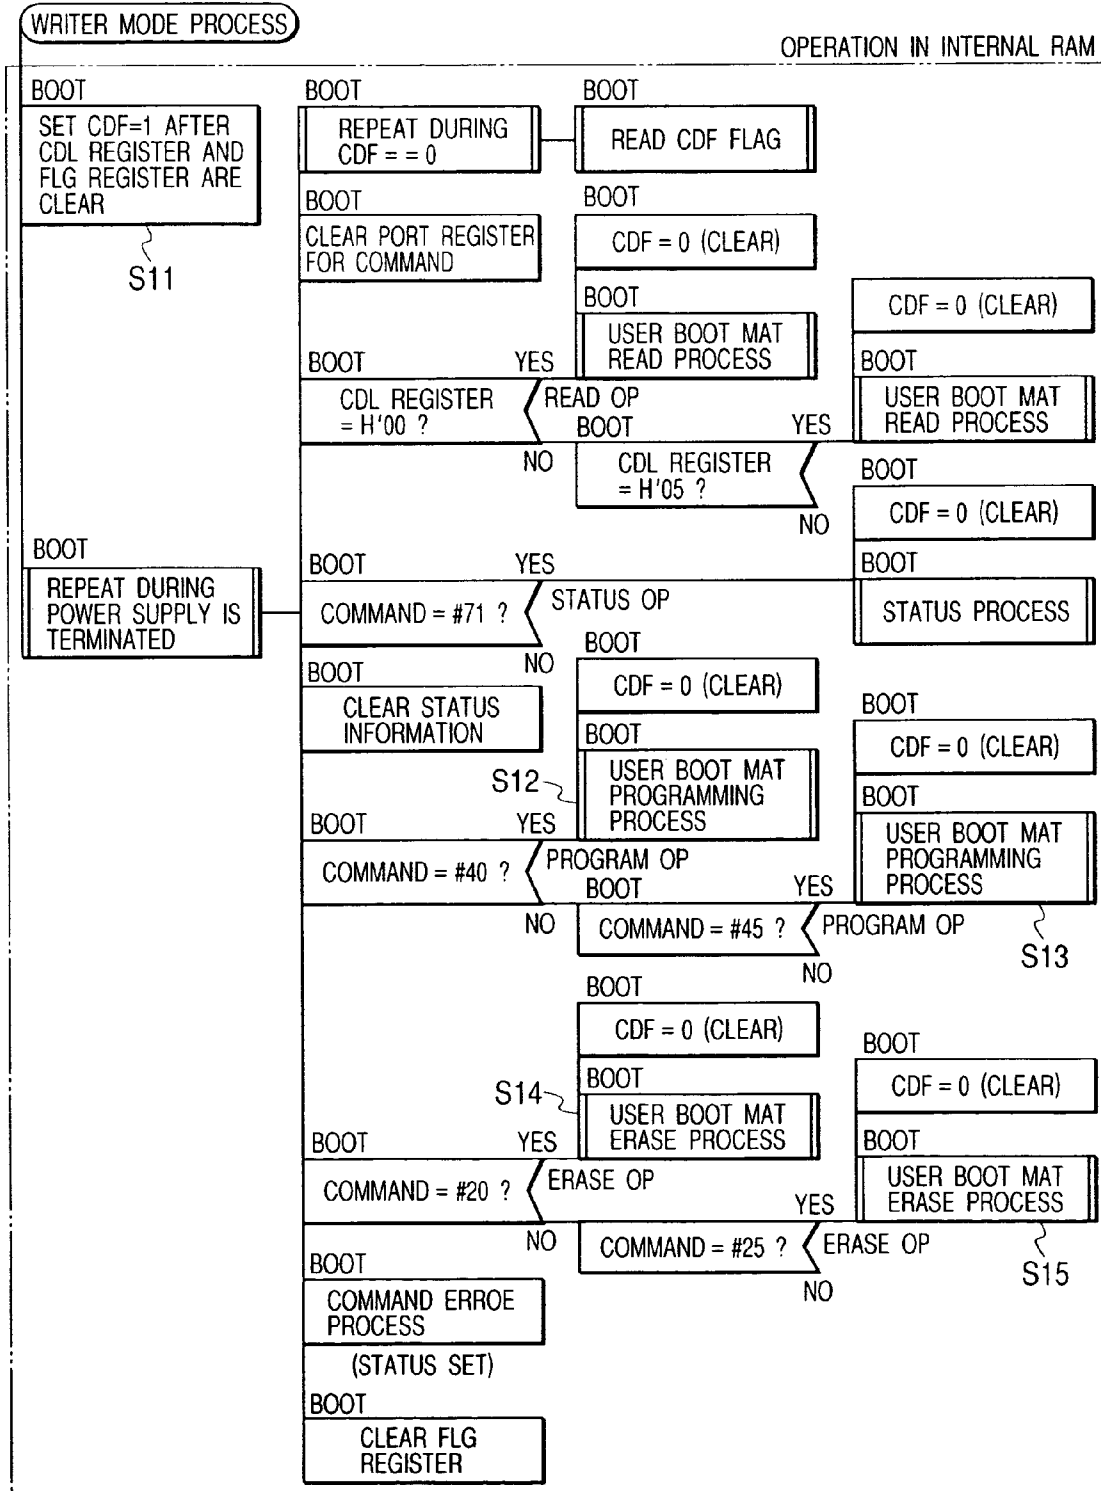 WRITER MODE PROCESS
OPERATION IN INTERNAL RAM
BOOT
SET CDF=1 AFTER
CDL REGISTER AND
FLG REGISTER ARE
CLEAR
S11
BOOT
REPEAT DURING
POWER SUPPLY IS
TERMINATED
BOOT
REPEAT DURING
CDF = = 0
BOOT
READ CDF FLAG
BOOT
CLEAR PORT REGISTER
FOR COMMAND
BOOT
CDF = 0 (CLEAR)
BOOT
USER BOOT MAT
READ PROCESS
BOOT
YES
CDL REGISTER
= H'00 ?
READ OP
NO
BOOT
YES
CDL REGISTER
= H'05 ?
NO
CDF = 0 (CLEAR)
BOOT
USER BOOT MAT
READ PROCESS
BOOT
CDF = 0 (CLEAR)
BOOT
STATUS PROCESS
BOOT
YES
COMMAND = #71 ?
STATUS OP
NO
BOOT
CLEAR STATUS
INFORMATION
BOOT
CDF = 0 (CLEAR)
BOOT
USER BOOT MAT
PROGRAMMING
PROCESS
S12
BOOT
YES
COMMAND = #40 ?
PROGRAM OP
NO
BOOT
YES
COMMAND = #45 ?
PROGRAM OP
NO
BOOT
CDF = 0 (CLEAR)
BOOT
USER BOOT MAT
PROGRAMMING
PROCESS
S13
BOOT
CDF = 0 (CLEAR)
BOOT
USER BOOT MAT
ERASE PROCESS
S14
BOOT
YES
COMMAND = #20 ?
ERASE OP
NO
YES
COMMAND = #25 ?
ERASE OP
NO
BOOT
CDF = 0 (CLEAR)
BOOT
USER BOOT MAT
ERASE PROCESS
S15
BOOT
COMMAND ERROE
PROCESS
(STATUS SET)
BOOT
CLEAR FLG
REGISTER